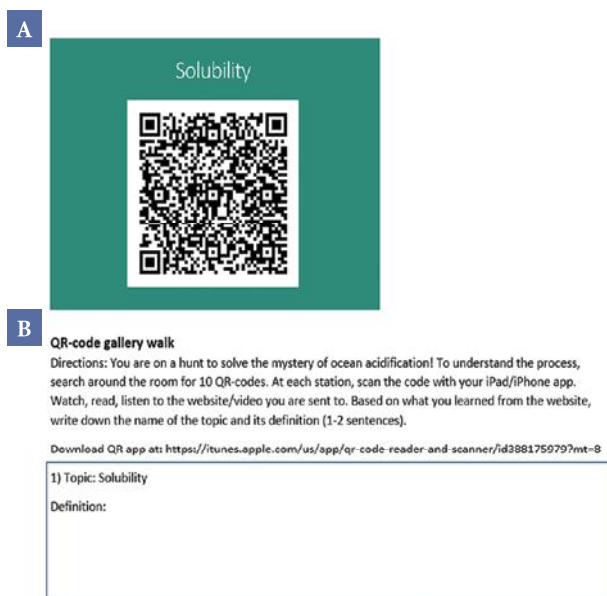 A
Solubility
B
QR-code gallery walk
Directions: You are on a hunt to solve the mystery of ocean acidification! To understand the process,
search around the room for 10 QR-codes. At each station, scan the code with your iPad/iPhone app.
Watch, read, listen to the website/video you are sent to. Based on what you learned from the website,
write down the name of the topic and its definition (1-2 sentences).
Download QR app at: https://itunes.apple.com/us/app/qr-code-reader-and-scanner/id388175979?mt=8
1) Topic: Solubility
Definition: